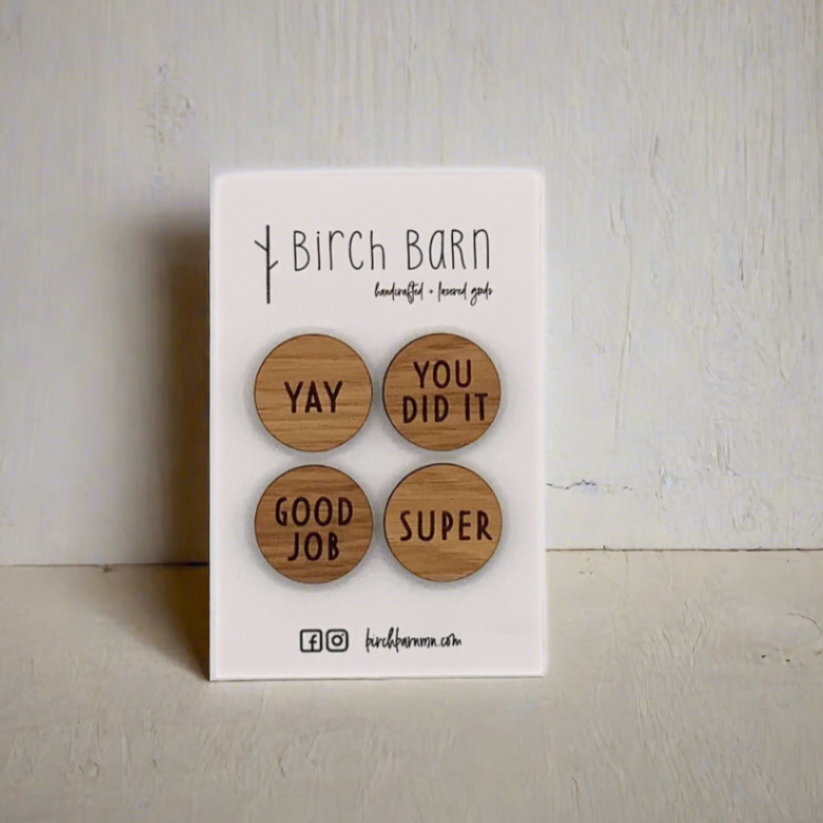 BirCh BaRN
handcrafted + lasered goods
YAY
YOU
DID IT
GOOD
JOB
SUPER
birchbarnmn.com